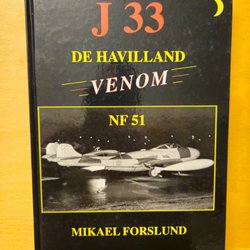 J 33
DE HAVILLAND
VENOM
NF 51
MIKAEL FORSLUND